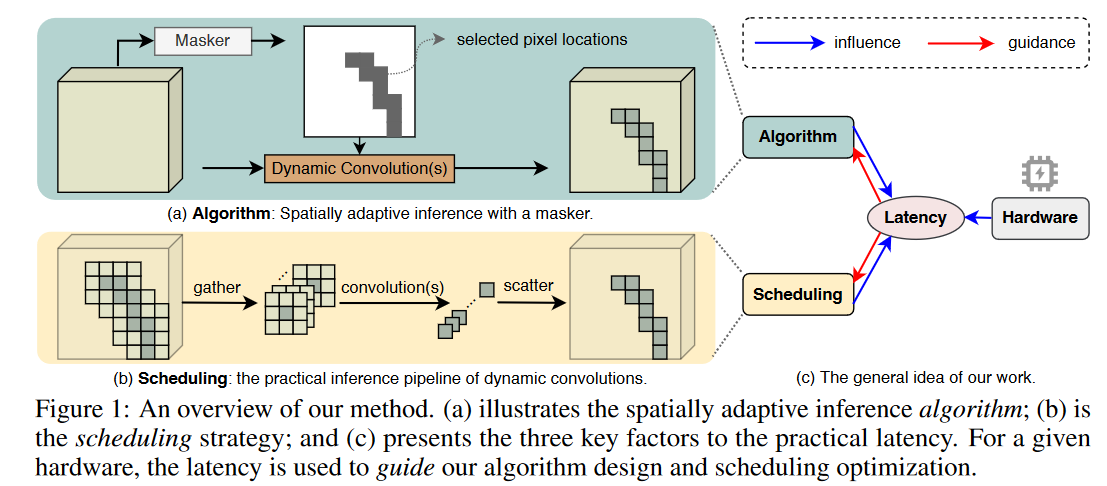 Masker
selected pixel locations
Dynamic Convolution(s)
(a) Algorithm: Spatially adaptive inference with a masker.
gather
convolution(s)
scatter
(b) Scheduling: the practical inference pipeline of dynamic convolutions.
influence
guidance
Algorithm
Latency
Hardware
Scheduling
(c) The general idea of our work.
Figure 1: An overview of our method. (a) illustrates the spatially adaptive inference algorithm; (b) is
the scheduling strategy; and (c) presents the three key factors to the practical latency. For a given
hardware, the latency is used to guide our algorithm design and scheduling optimization.